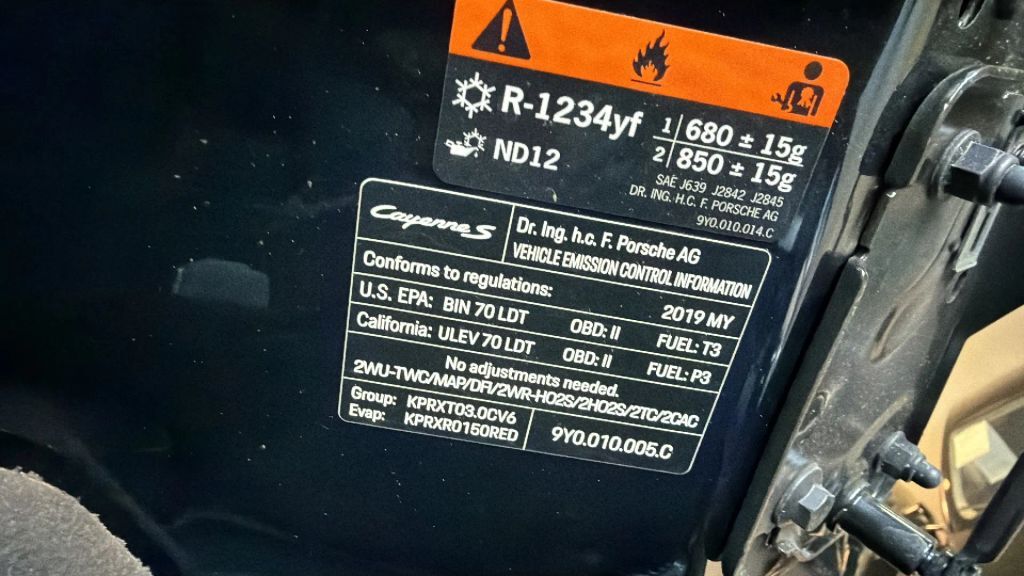 R-1234yf
1 680 ± 15g
2 850 ± 15g
ND12
SAE J639 J2842 J2845
DR. ING. H.C. F. PORSCHE AG
9Y0.010.014.C
Cayenne S
Dr. Ing. h.c. F. Porsche AG
VEHICLE EMISSION CONTROL INFORMATION
Conforms to regulations: 2019 MY
U.S. EPA: BIN 70 LDT OBD: II FUEL: T3
California: ULEV 70 LDT OBD: II FUEL: P3
No adjustments needed.
2WU-TWC/MAP/DFI/2WR-HO2S/2HO2S/2TC/2CAC
Group: KPRXT03.0CV6
Evap: KPRXR0150RED
9Y0.010.005.C